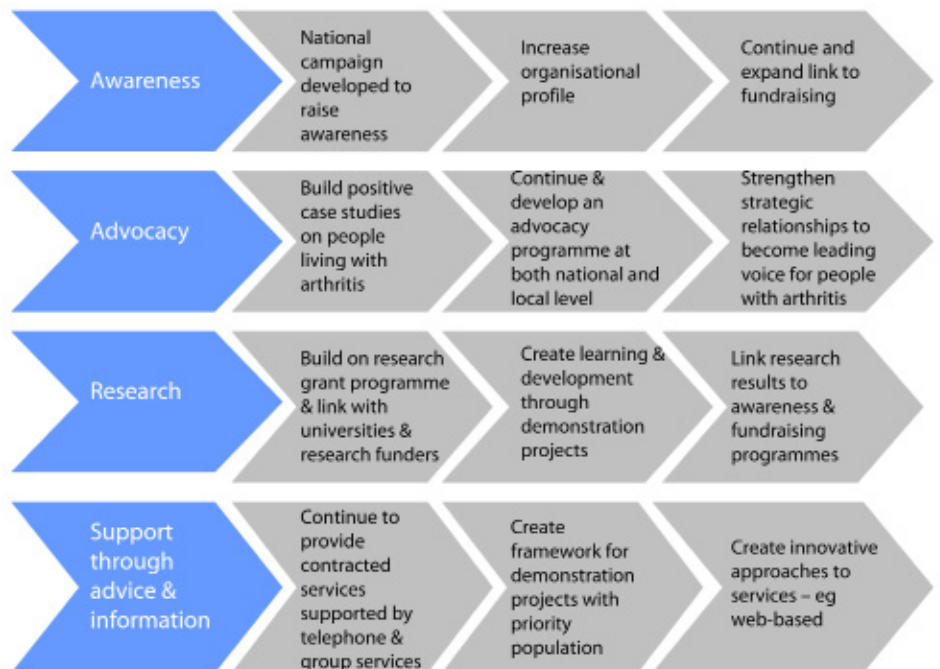 Awareness
National
campaign
developed to
raise
awareness
Increase
organisational
profile
Continue and
expand link to
fundraising
Advocacy
Build positive
case studies
on people
living with
arthritis
Continue &
develop an
advocacy
programme at
both national and
local level
Strengthen
strategic
relationships to
become leading
voice for people
with arthritis
Research
Build on research
grant programme
& link with
universities &
research funders
Create learning &
development
through
demonstration
projects
Link research
results to
awareness &
fundraising
programmes
Support
through
advice &
information
Continue to
provide
contracted
services
supported by
telephone &
group services
Create
framework for
demonstration
projects with
priority
population
Create innovative
approaches to
services – eg
web-based